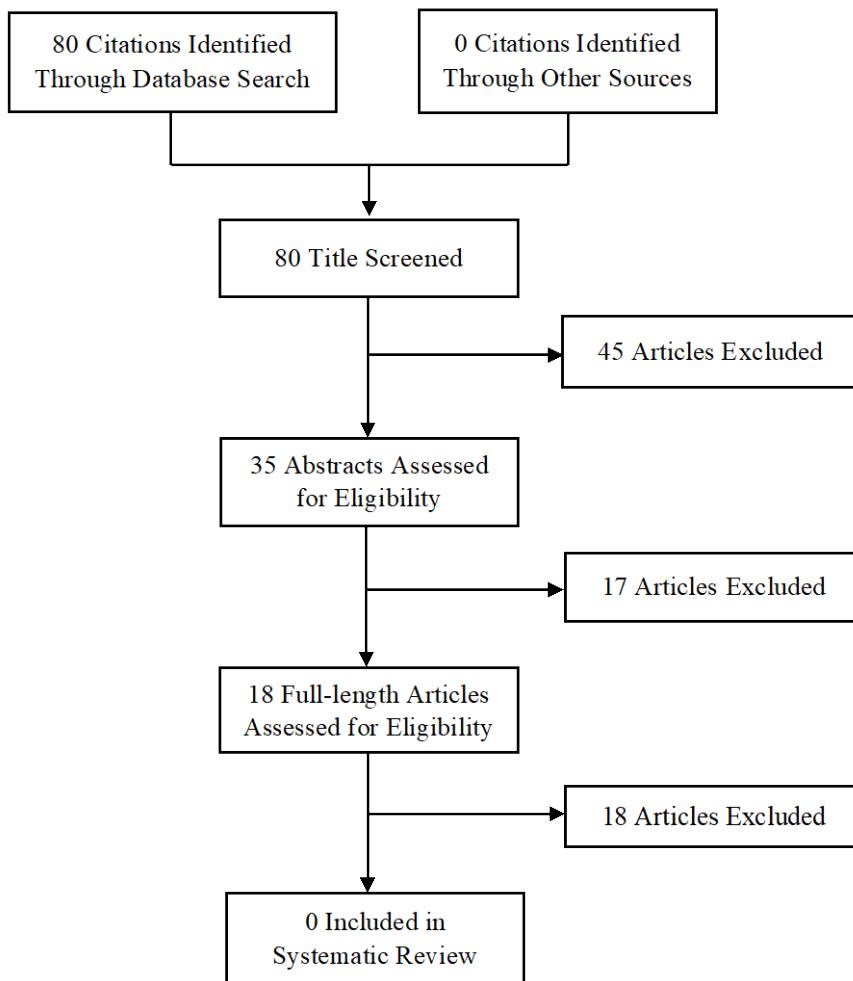 80 Citations Identified
Through Database Search
0 Citations Identified
Through Other Sources
80 Title Screened
45 Articles Excluded
35 Abstracts Assessed
for Eligibility
17 Articles Excluded
18 Full-length Articles
Assessed for Eligibility
18 Articles Excluded
0 Included in
Systematic Review